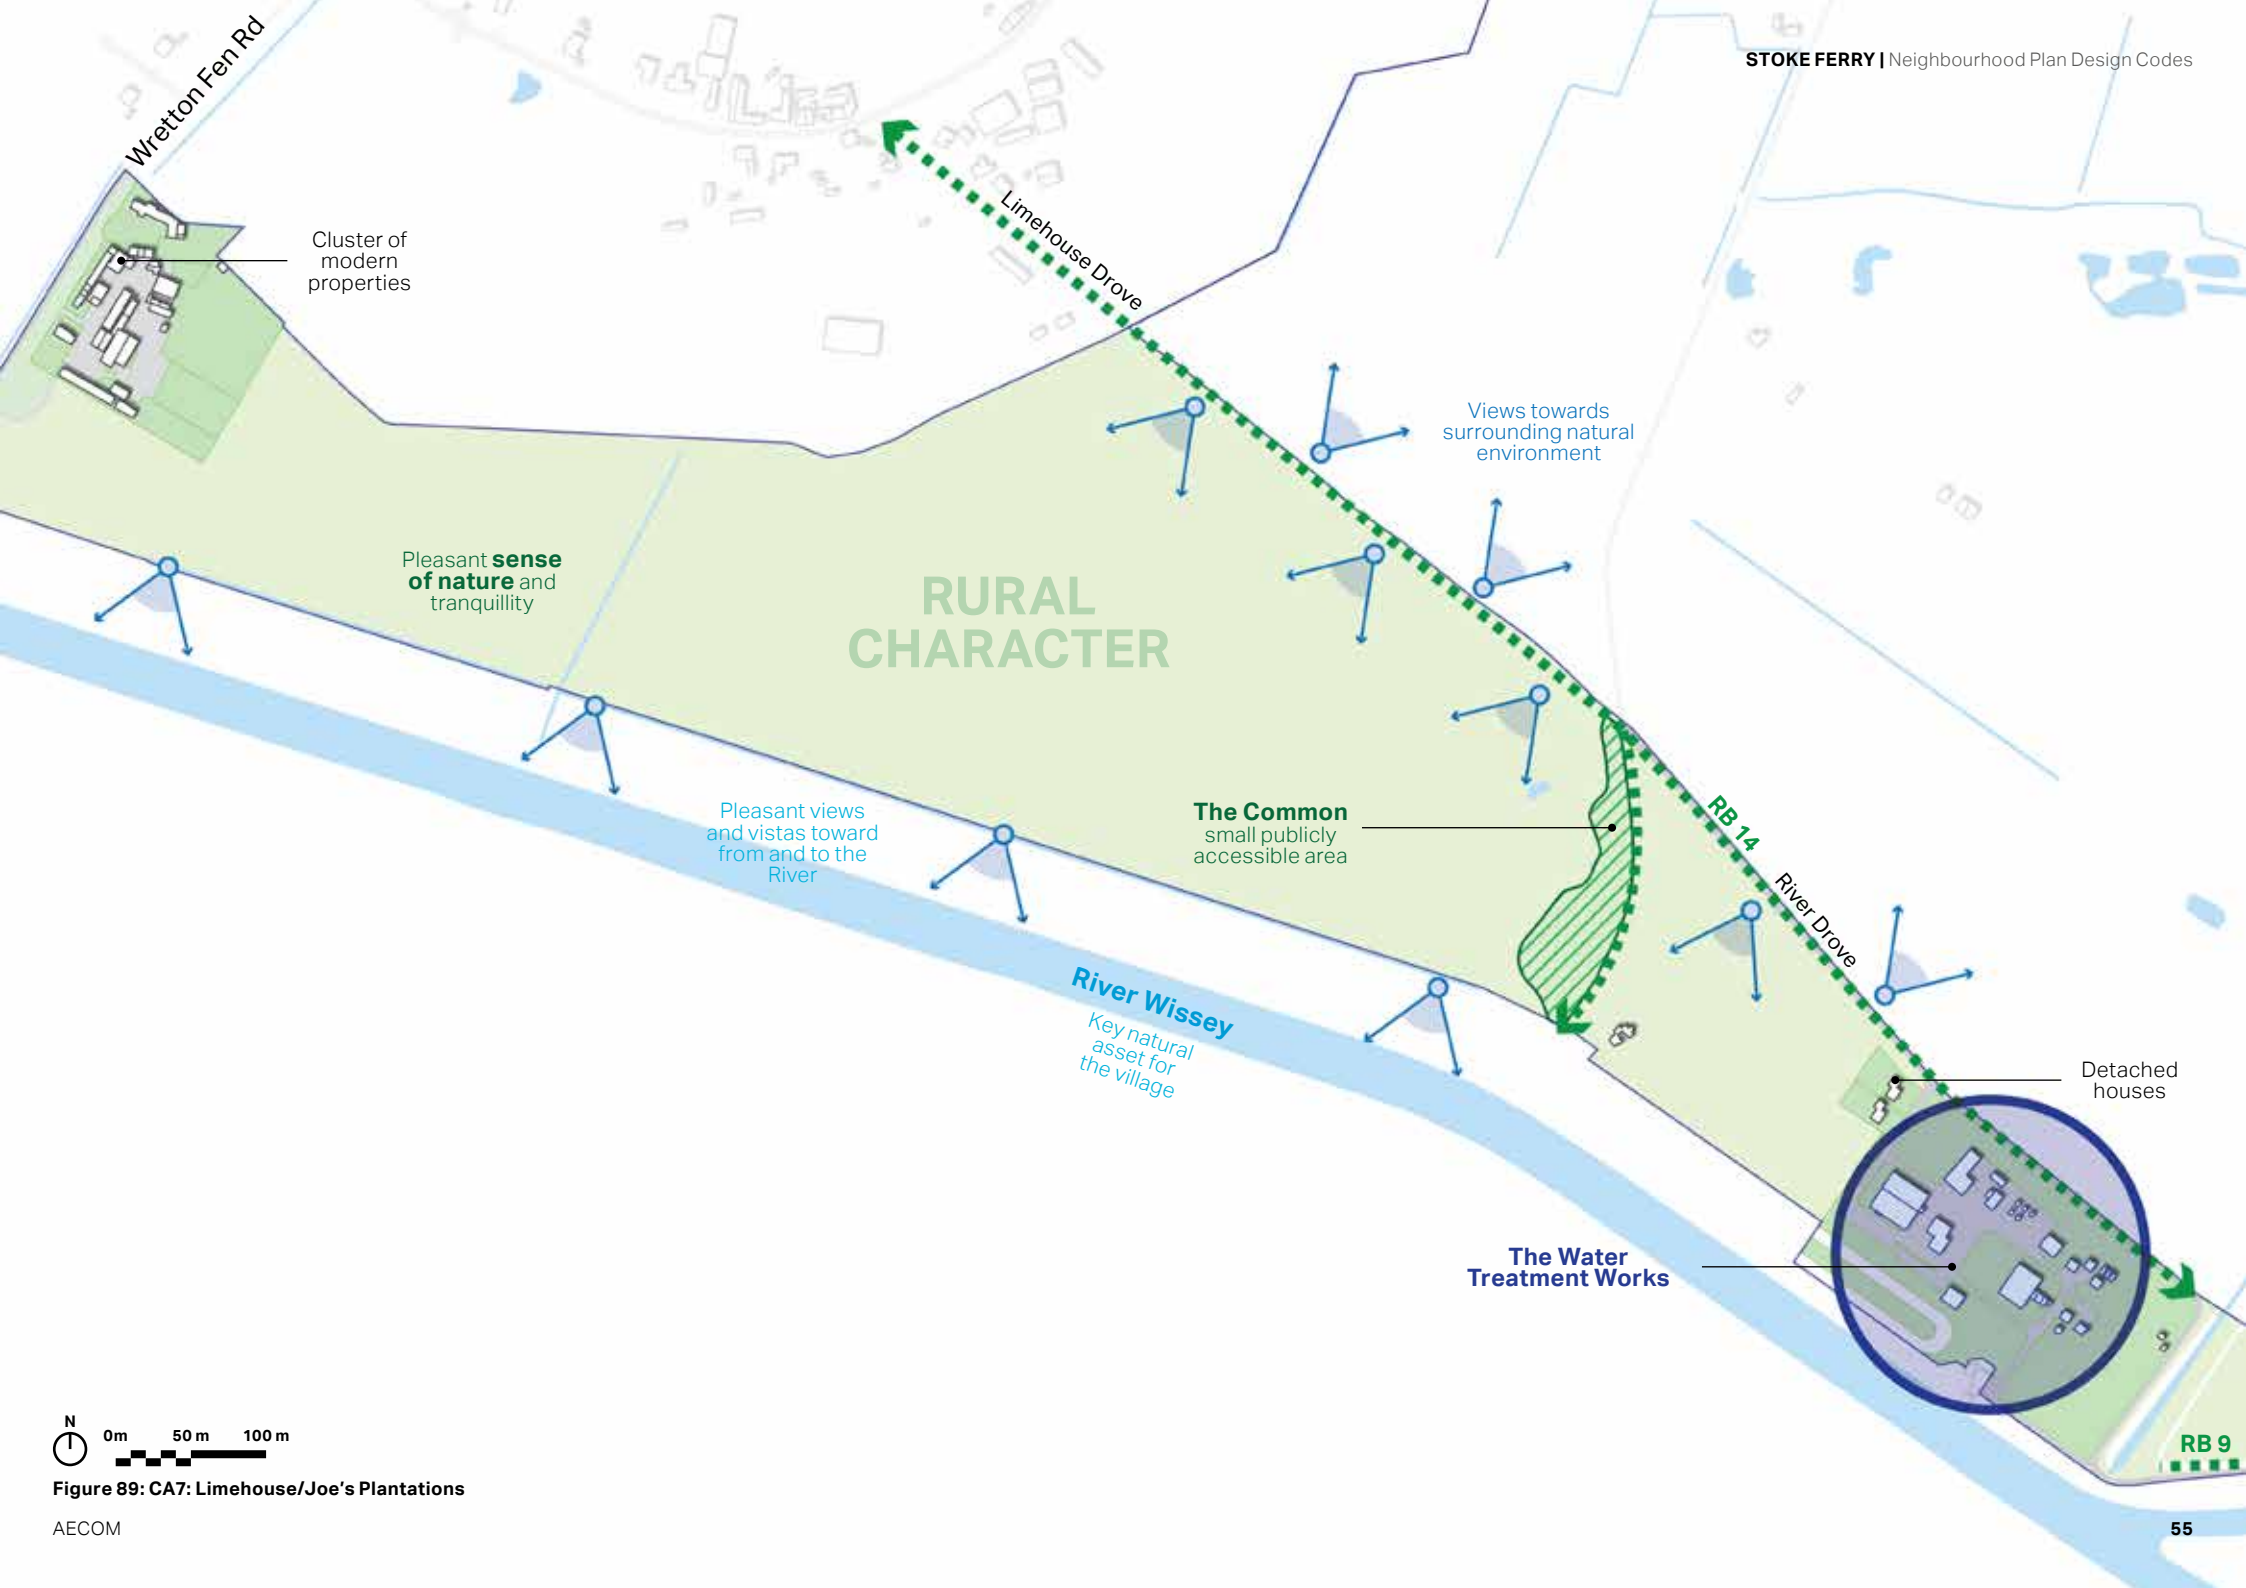 STOKE FERRY | Neighbourhood Plan Design Codes
Wretton Fen Rd
Cluster of
modern
properties
Limehouse Drove
Views towards
surrounding natural
environment
Pleasant sense
of nature and
tranquillity
RURAL
CHARACTER
Pleasant views
and vistas toward
from and to the
River
The Common
small publicly
accessible area
RB 14
River Drove
River Wissey
Key natural
asset for
the village
Detached
houses
The Water
Treatment Works
RB 9
N
0m 50 m 100 m
Figure 89: CA7: Limehouse/Joe's Plantations
AECOM
55